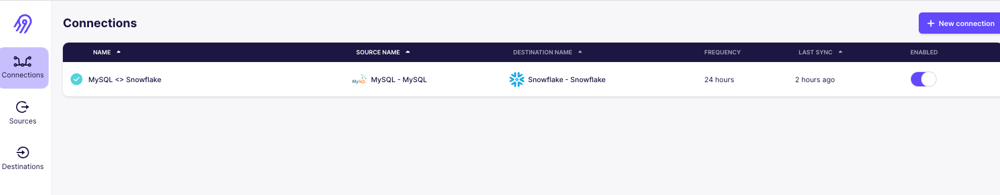 Connections
New connection
NAME SOURCE NAME DESTINATION NAME FREQUENCY LAST SYNC ENABLED
MySQL <> Snowflake MySQL MySQL - MySQL Snowflake - Snowflake 24 hours 2 hours ago
Connections
Sources
Destinations